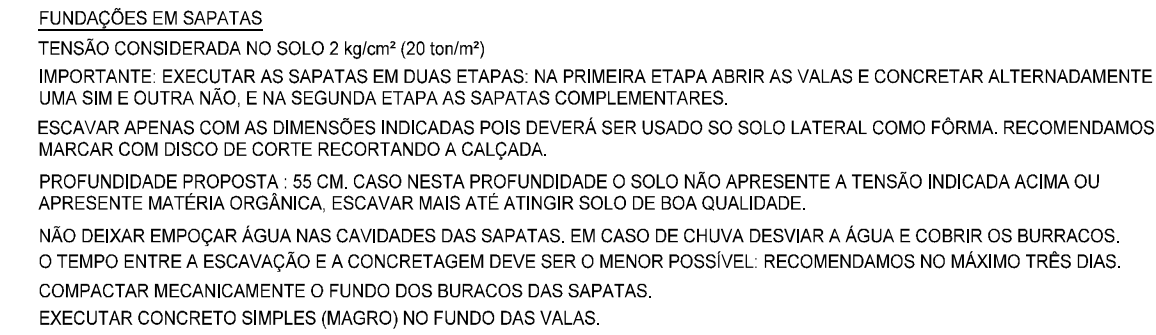 FUNDAÇÕES EM SAPATAS
TENSÃO CONSIDERADA NO SOLO 2 kg/cm² (20 ton/m²)
IMPORTANTE: EXECUTAR AS SAPATAS EM DUAS ETAPAS: NA PRIMEIRA ETAPA ABRIR AS VALAS E CONCRETAR ALTERNADAMENTE
UMA SIM E OUTRA NÃO, E NA SEGUNDA ETAPA AS SAPATAS COMPLEMENTARES.
ESCAVAR APENAS COM AS DIMENSÕES INDICADAS POIS DEVERÁ SER USADO SO SOLO LATERAL COMO FÔRMA. RECOMENDAMOS
MARCAR COM DISCO DE CORTE RECORTANDO A CALÇADA.
PROFUNDIDADE PROPOSTA : 55 CM. CASO NESTA PROFUNDIDADE O SOLO NÃO APRESENTE A TENSÃO INDICADA ACIMA OU
APRESENTE MATÉRIA ORGÂNICA, ESCAVAR MAIS ATÉ ATINGIR SOLO DE BOA QUALIDADE.
NÃO DEIXAR EMPOÇAR ÁGUA NAS CAVIDADES DAS SAPATAS. EM CASO DE CHUVA DESVIAR A ÁGUA E COBRIR OS BURRACOS.
O TEMPO ENTRE A ESCAVAÇÃO E A CONCRETAGEM DEVE SER O MENOR POSSÍVEL: RECOMENDAMOS NO MÁXIMO TRÊS DIAS.
COMPACTAR MECANICAMENTE O FUNDO DOS BURACOS DAS SAPATAS.
EXECUTAR CONCRETO SIMPLES (MAGRO) NO FUNDO DAS VALAS.